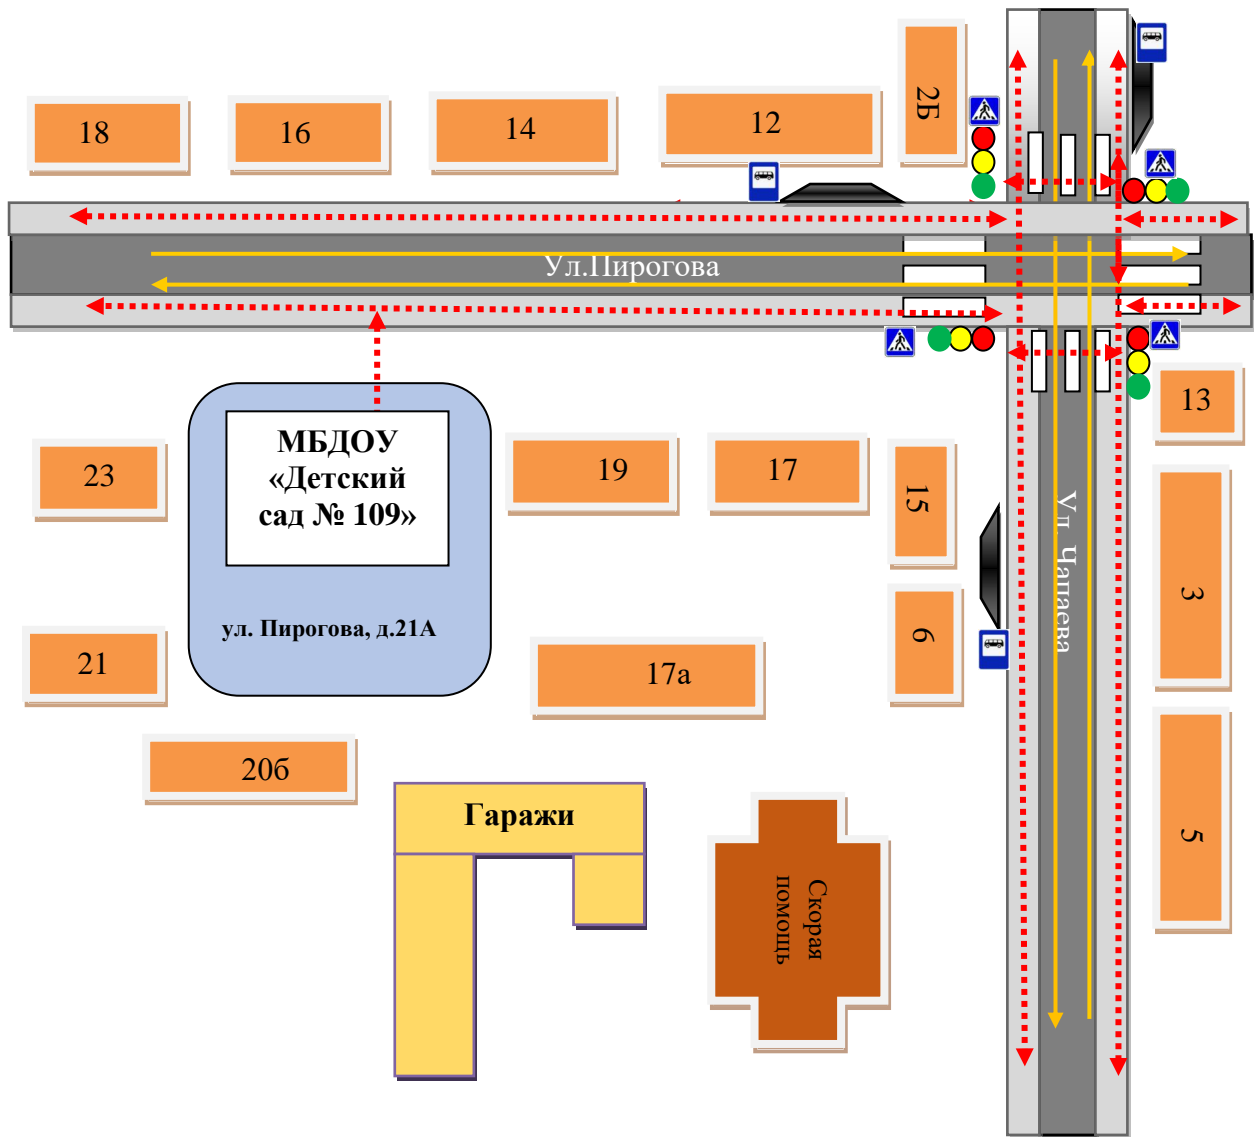 2Б
18
16
14
12
Ул.Пирогова
13
МБДОУ
«Детский
сад № 109»
ул. Пирогова, д.21А
23
19
17
15
Ул. Чапаева
3
21
17а
6
20б
5
Гаражи
Скорая
помощь